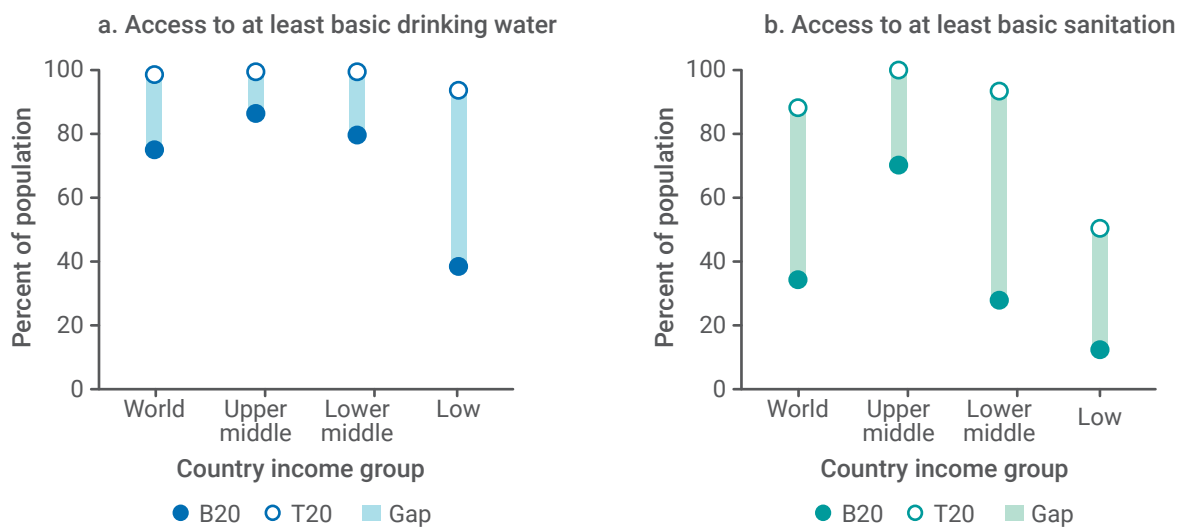 a. Access to at least basic drinking water
Percent of population
100
80
60
40
20
0
World
Upper
middle
Lower
middle
Low
Country income group
B20 T20 Gap
b. Access to at least basic sanitation
Percent of population
100
80
60
40
20
0
World
Upper
middle
Lower
middle
Low
Country income group
B20 T20 Gap